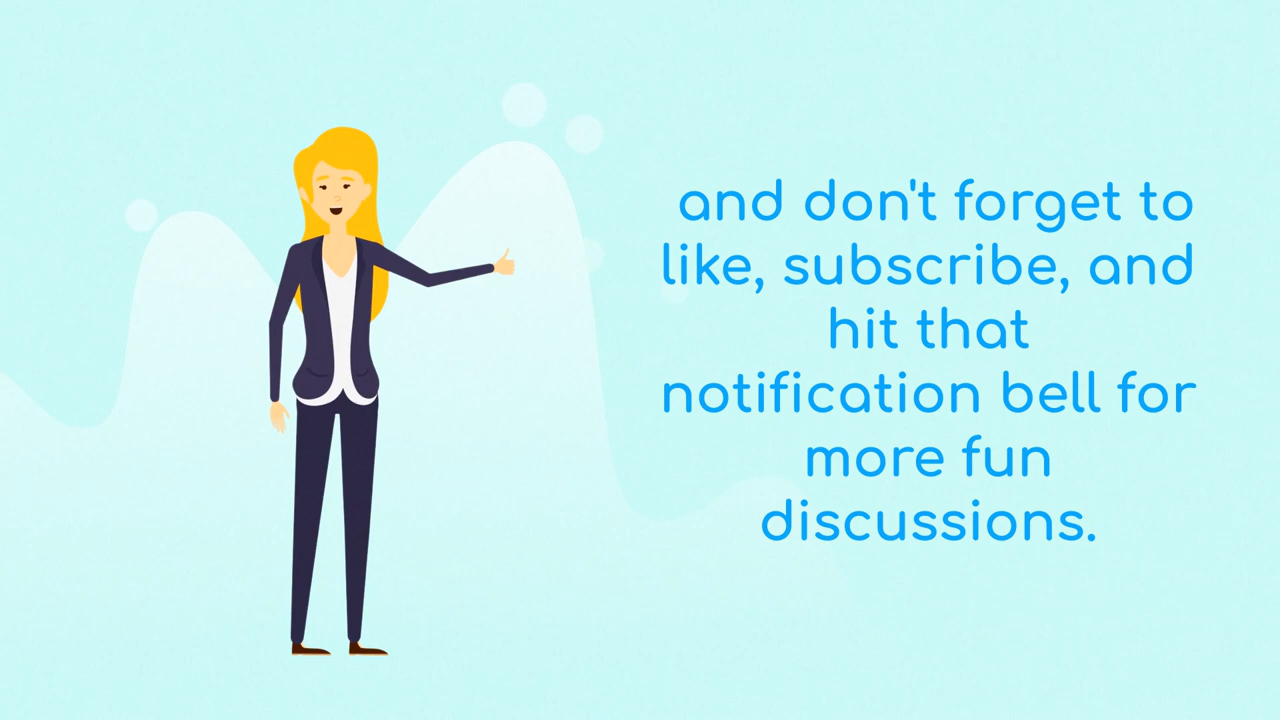 and don't forget to
like, subscribe, and
hit that
notification bell for
more fun
discussions.